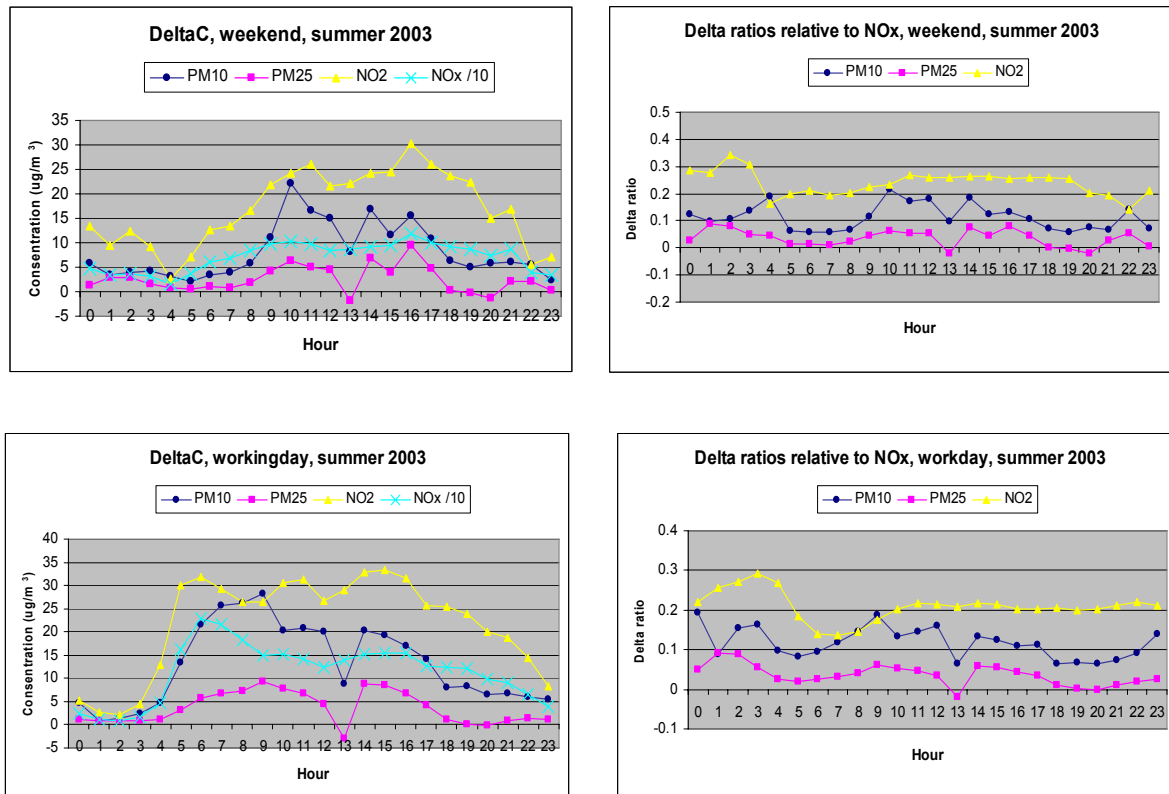 DeltaC, weekend, summer 2003
PM10 PM25 NO2 NOx /10
Consentration (ug/m ³)
35
30
25
20
15
10
5
0
-5
0 1 2 3 4 5 6 7 8 9 10 11 12 13 14 15 16 17 18 19 20 21 22 23
Hour
Delta ratios relative to NOx, weekend, summer 2003
PM10 PM25 NO2
Delta ratio
0.5
0.4
0.3
0.2
0.1
0
-0.1
-0.2
0 1 2 3 4 5 6 7 8 9 10 11 12 13 14 15 16 17 18 19 20 21 22 23
Hour
DeltaC, workingday, summer 2003
PM10 PM25 NO2 NOx /10
Concentration (ug/m ³)
40
35
30
25
20
15
10
5
0
-5
0 1 2 3 4 5 6 7 8 9 10 11 12 13 14 15 16 17 18 19 20 21 22 23
Hour
Delta ratios relative to NOx, workday, summer 2003
PM10 PM25 NO2
Delta ratio
0.4
0.3
0.2
0.1
0
-0.1
0 1 2 3 4 5 6 7 8 9 10 11 12 13 14 15 16 17 18 19 20 21 22 23
Hour